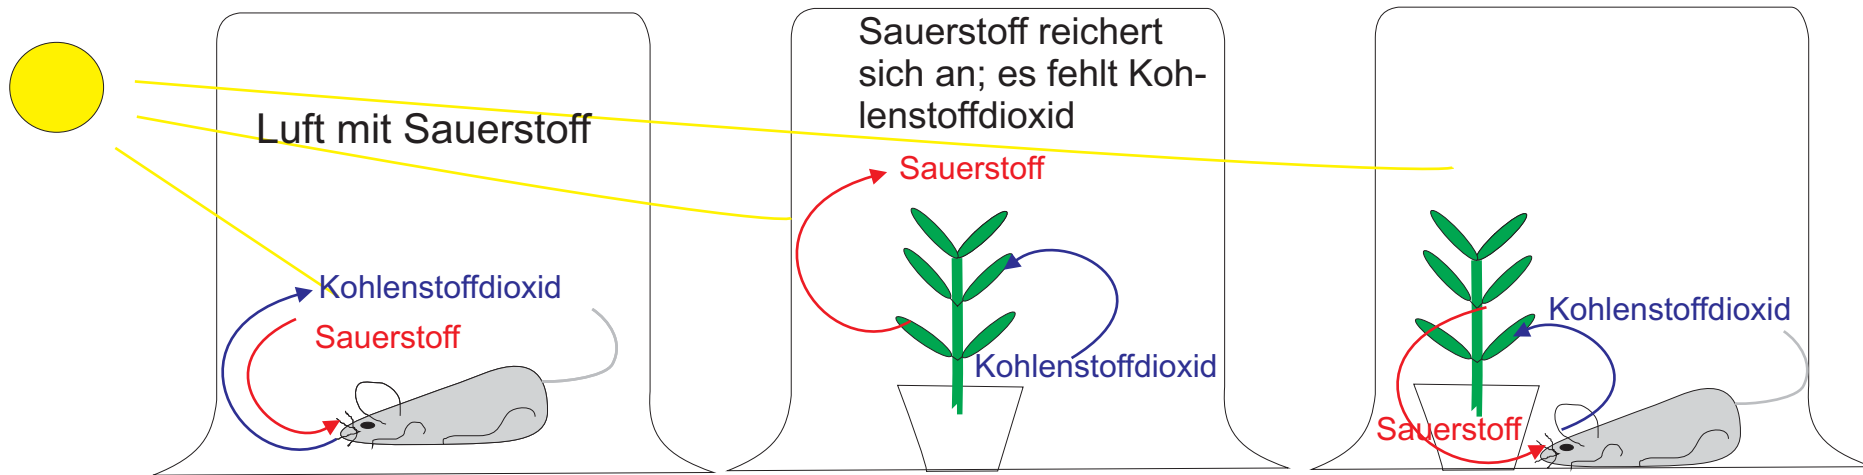 Luft mit Sauerstoff
Kohlenstoffdioxid
Sauerstoff
Sauerstoff reichert
sich an; es fehlt Koh-
lenstoffdioxid
Sauerstoff
Kohlenstoffdioxid
Kohlenstoffdioxid
Sauerstoff